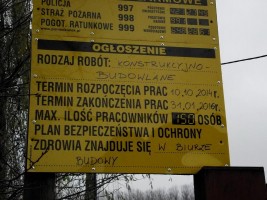 POLICJA 997
STRAŻ POŻARNA 998
POGOT. RATUNKOWE 999
OGŁOSZENIE
RODZAJ ROBÓT: KONSTRUKCYJNO-
BUDOWLANE
TERMIN ROZPOCZĘCIA PRAC 10.10.2014r.
TERMIN ZAKOŃCZENIA PRAC 31.01.2016r.
MAX. ILOŚĆ PRACOWNIKÓW 150 OSÓB
PLAN BEZPIECZEŃSTWA I OCHRONY
ZDROWIA ZNAJDUJE SIĘ W BIURZE
BUDOWY